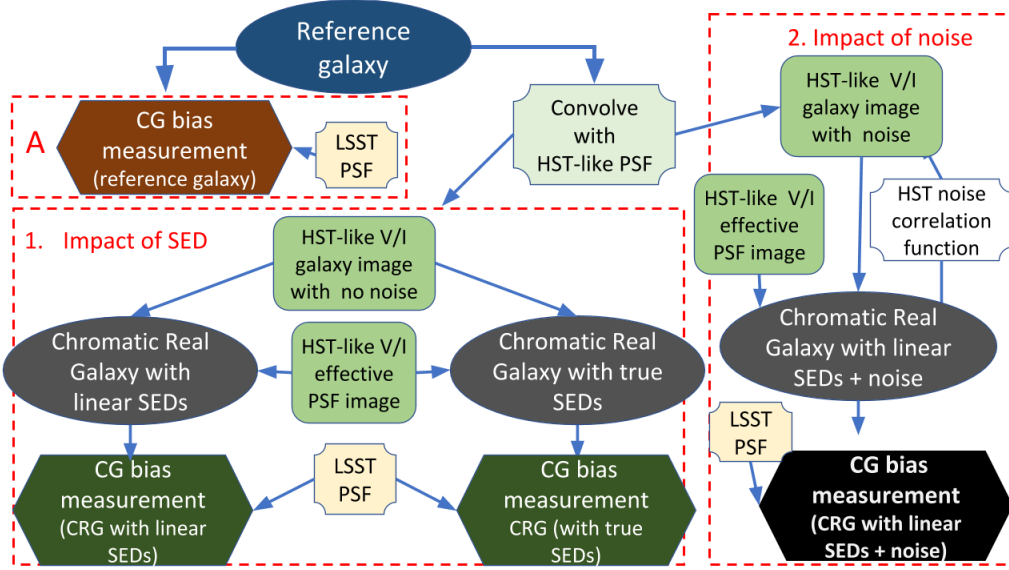 Reference
galaxy
A
CG bias
measurement
(reference galaxy)
LSST
PSF
Convolve
with
HST-like PSF
2. Impact of noise
HST-like V/I
galaxy image
with noise
HST-like V/I
effective
PSF image
HST noise
correlation
function
Chromatic Real
Galaxy with linear
SEDs + noise
LSST
PSF
CG bias
measurement
(CRG with linear
SEDs + noise)
1. Impact of SED
HST-like V/I
galaxy image
with no noise
Chromatic Real
Galaxy with
linear SEDs
HST-like V/I
effective
PSF image
Chromatic Real
Galaxy with true
SEDs
CG bias
measurement
(CRG with linear
SEDs)
LSST
PSF
CG bias
measurement
CRG (with true
SEDs)